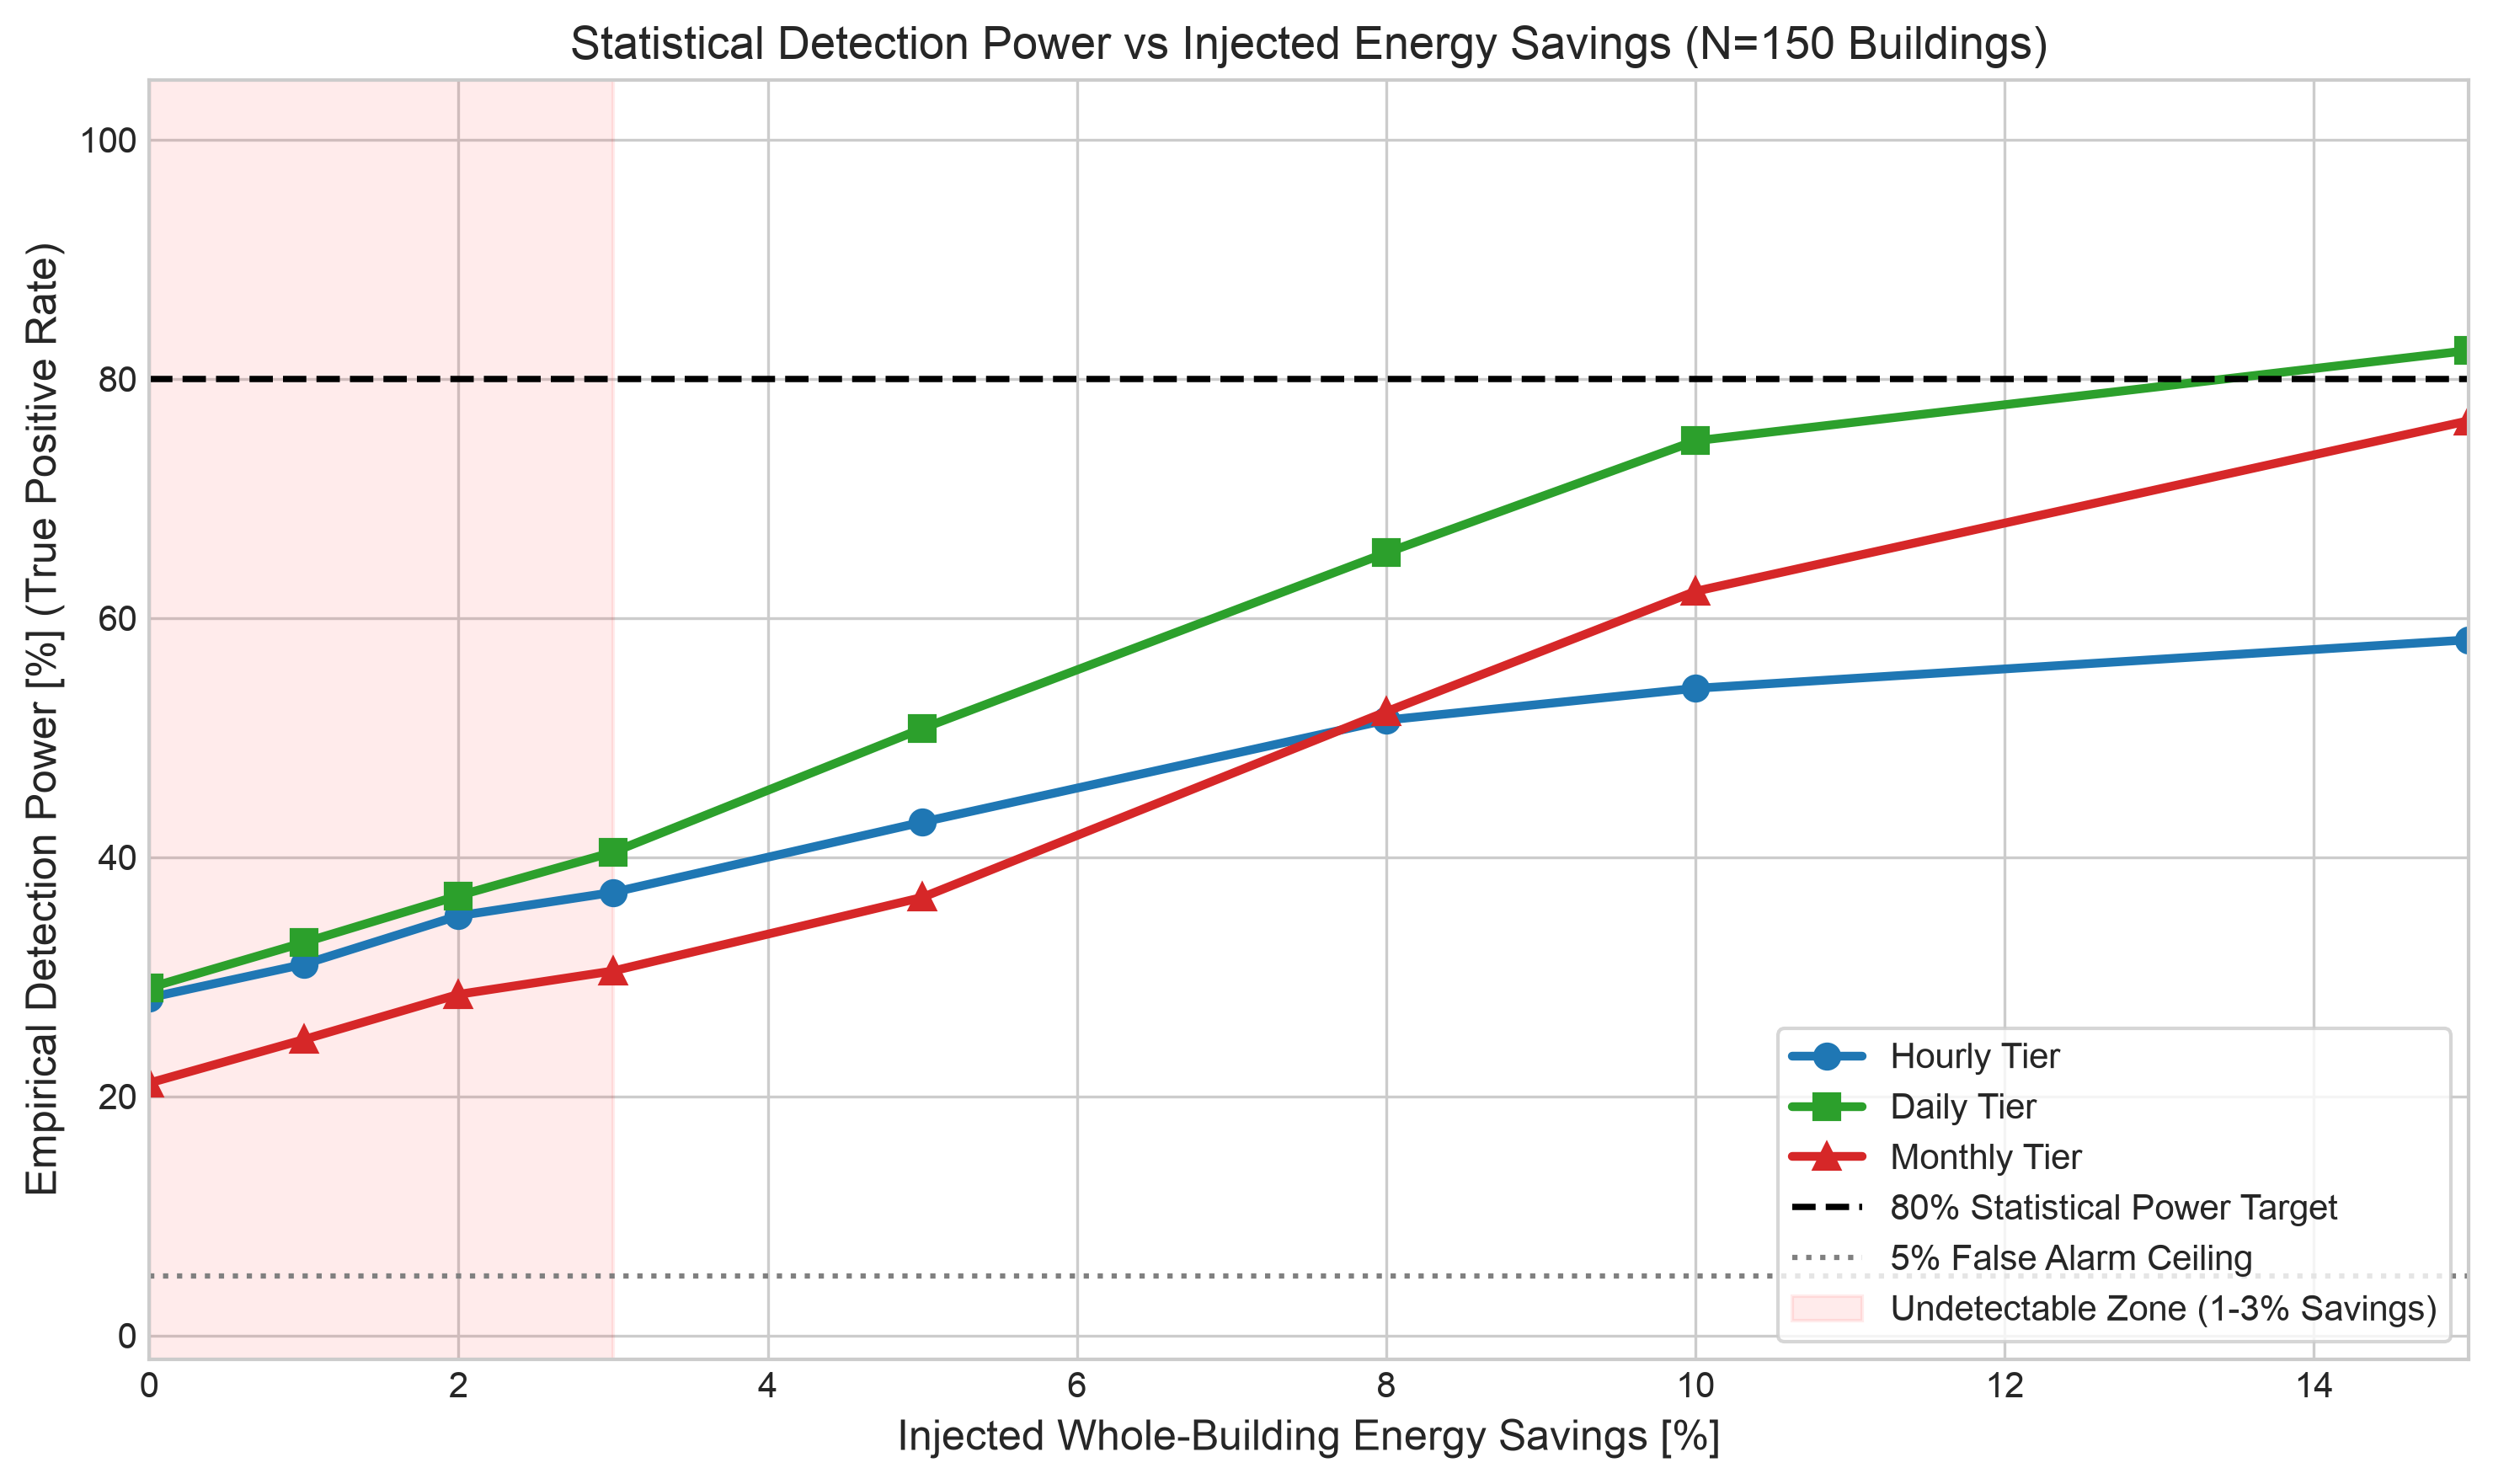 Statistical Detection Power vs Injected Energy Savings (N=150 Buildings)
Empirical Detection Power [%] (True Positive Rate)
100
80
60
40
20
0
0 2 4 6 8 10 12 14
Injected Whole-Building Energy Savings [%]
Hourly Tier
Daily Tier
Monthly Tier
80% Statistical Power Target
5% False Alarm Ceiling
Undetectable Zone (1-3% Savings)